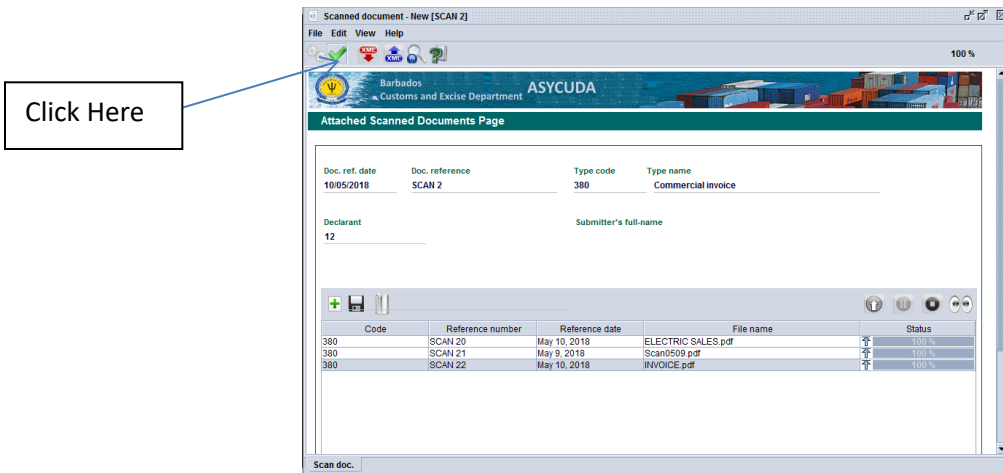 Click Here
Scanned document - New [SCAN 2]
File Edit View Help
XML XML 100 %
Barbados
Customs and Excise Department
ASYCUDA
Attached Scanned Documents Page
Doc. ref. date Doc. reference Type code Type name
10/05/2018 SCAN 2 380 Commercial invoice
Declarant Submitter's full-name
12
Code Reference number Reference date File name Status
380 SCAN 20 May 10, 2018 ELECTRIC SALES.pdf 100 %
380 SCAN 21 May 9, 2018 Scan0509.pdf 100 %
380 SCAN 22 May 10, 2018 INVOICE.pdf 100 %
Scan doc.